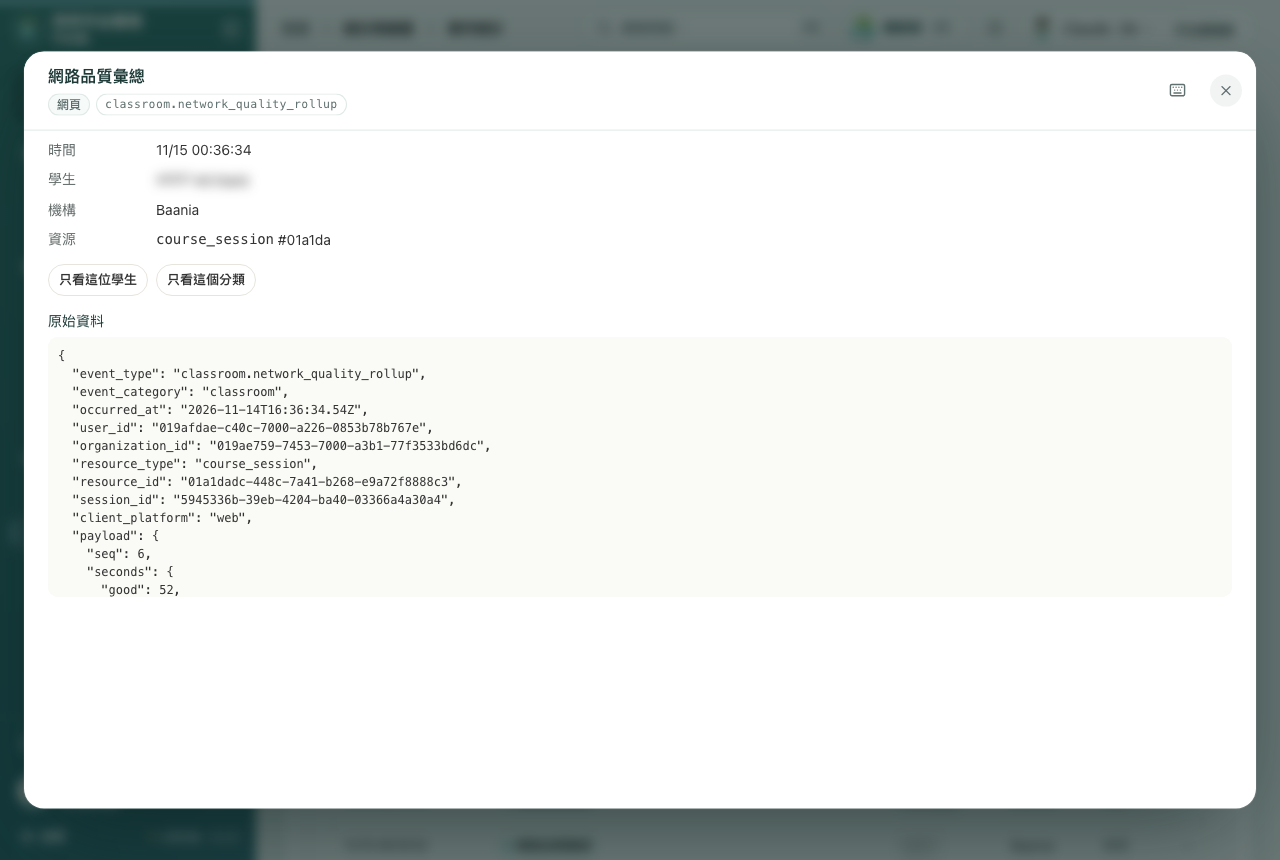 網路品質彙總
網頁 classroom.network_quality_rollup
時間 11/15 00:36:34
學生
機構 Baania
資源 course_session #01a1da
只看這位學生 只看這個分類
原始資料
{
"event_type": "classroom.network_quality_rollup",
"event_category": "classroom",
"occurred_at": "2026-11-14T16:36:34.54Z",
"user_id": "019afdae-c40c-7000-a226-0853b78b767e",
"organization_id": "019ae759-7453-7000-a3b1-77f3533bd6dc",
"resource_type": "course_session",
"resource_id": "01a1dadc-448c-7a41-b268-e9a72f8888c3",
"session_id": "5945336b-39eb-4204-ba40-03366a4a30a4",
"client_platform": "web",
"payload": {
"seq": 6,
"seconds": {
"good": 52,